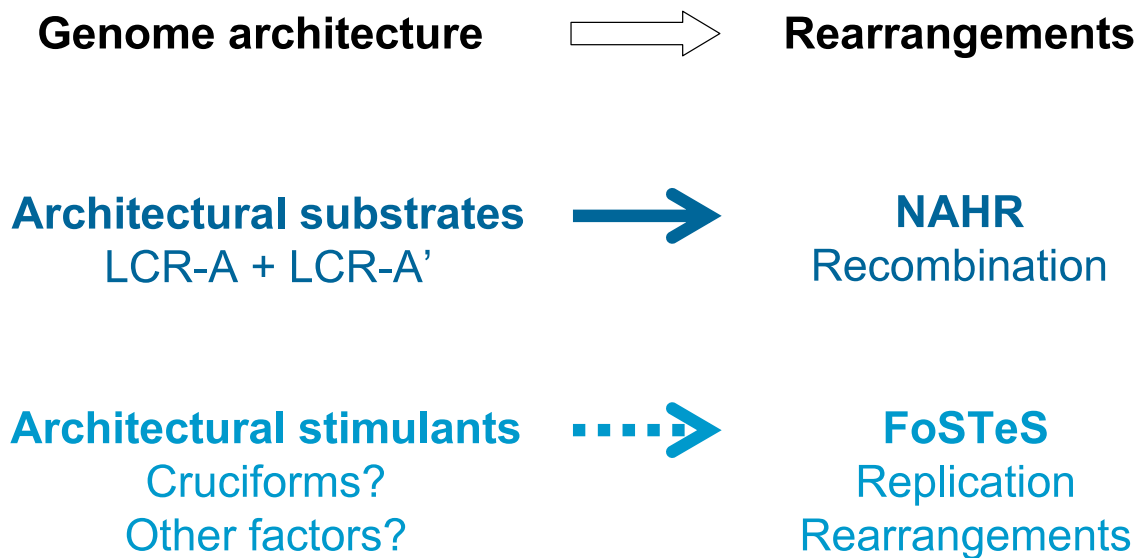 Genome architecture Rearrangements
Architectural substrates NAHR
LCR-A + LCR-A’ Recombination
Architectural stimulants FoSTeS
Cruciforms? Replication
Other factors? Rearrangements